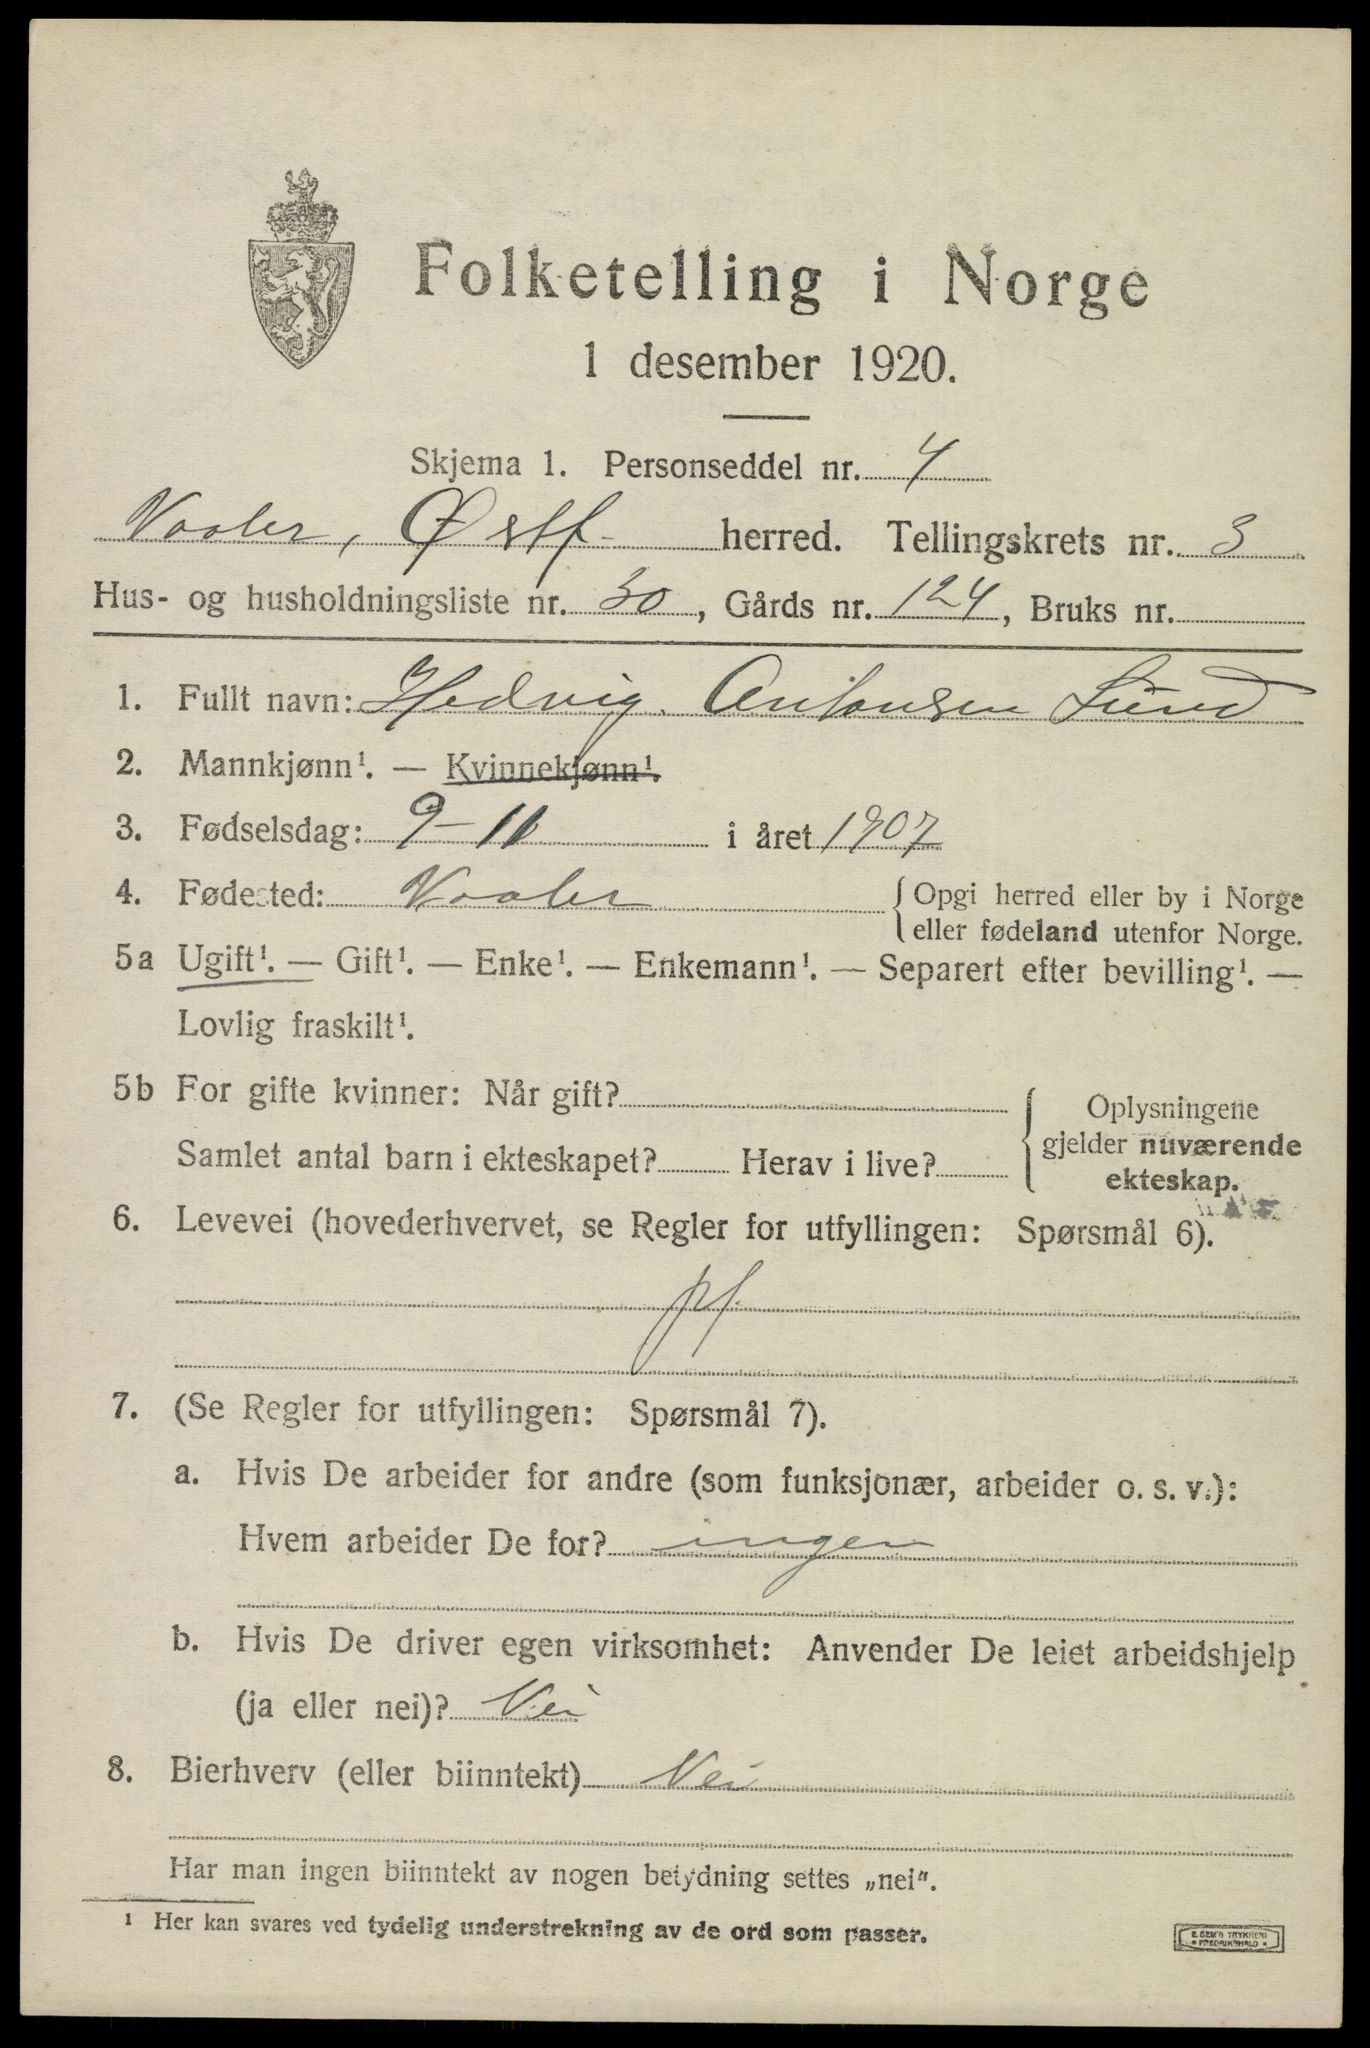 Folketelling i Norge
1 desember 1920.
Skjema 1. Personseddel nr. 4
Vaaler, Østf herred. Tellingskrets nr. 3
Hus- og husholdningsliste nr. 30, Gårds nr. 124, Bruks nr.
1. Fullt navn: Hedvig Antonsen Lund
2. Mannkjønn¹. — Kvinnekjønn¹.
3. Fødselsdag: 9-11 i året 1907
4. Fødested: Vaaler { Opgi herred eller by i Norge
eller fødeland utenfor Norge.
5a Ugift¹. — Gift¹. — Enke¹. — Enkemann¹. — Separert efter bevilling¹. —
Lovlig fraskilt¹.
5b For gifte kvinner: Når gift? { Oplysningene
gjelder nuværende
Samlet antal barn i ekteskapet? Herav i live?
ekteskap.
6. Levevei (hovederhvervet, se Regler for utfyllingen: Spørsmål 6).
pf.
7. (Se Regler for utfyllingen: Spørsmål 7).
a. Hvis De arbeider for andre (som funksjonær, arbeider o. s. v.):
Hvem arbeider De for? ingen
b. Hvis De driver egen virksomhet: Anvender De leiet arbeidshjelp
(ja eller nei)? Nei
8. Bierhverv (eller biinntekt) Nei
Har man ingen biinntekt av nogen betydning settes „nei".
¹ Her kan svares ved tydelig understrekning av de ord som passer.
E. SEM'S TRYKKERI
FREDRIKSHALD